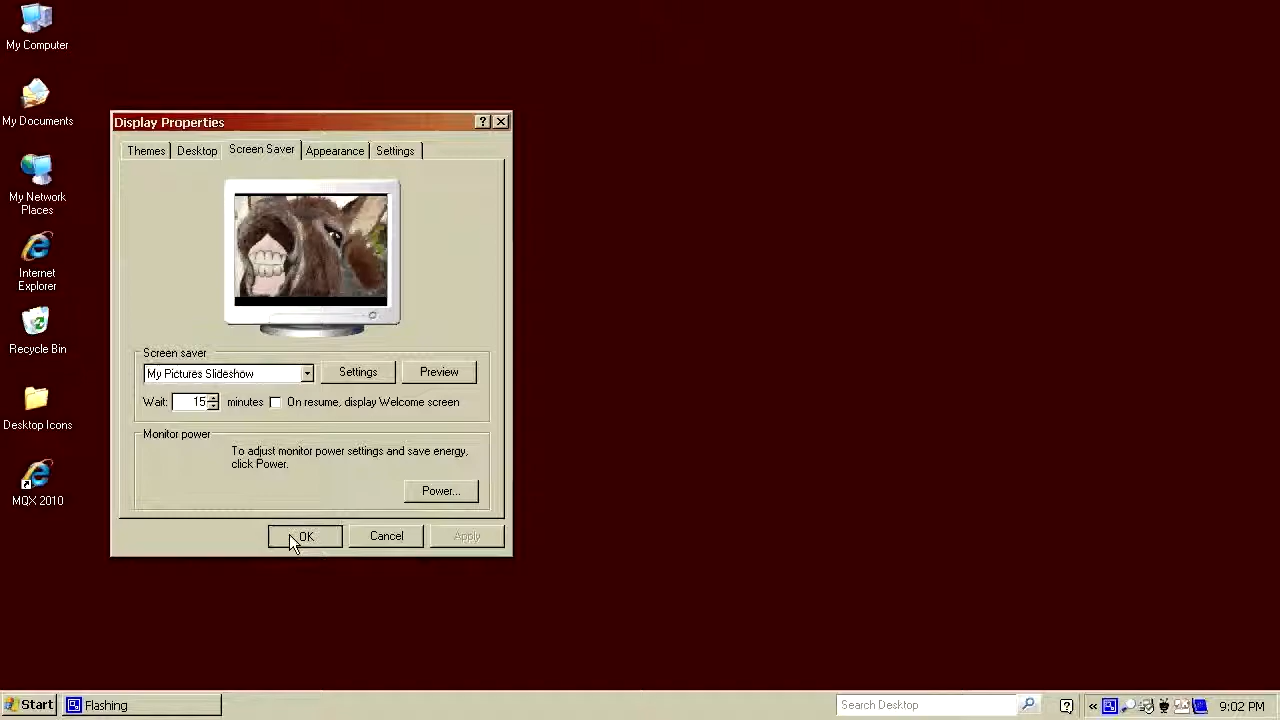 My Computer
My Documents
My Network
Places
Internet
Explorer
Recycle Bin
Desktop Icons
MQX 2010
Display Properties
Themes
Desktop
Screen Saver
Appearance
Settings
Screen saver
My Pictures Slideshow
Settings
Preview
Wait: 15 minutes
On resume, display Welcome screen
Monitor power
To adjust monitor power settings and save energy,
click Power.
Power...
OK
Cancel
Apply
Start
Flashing
Search Desktop
9:02 PM